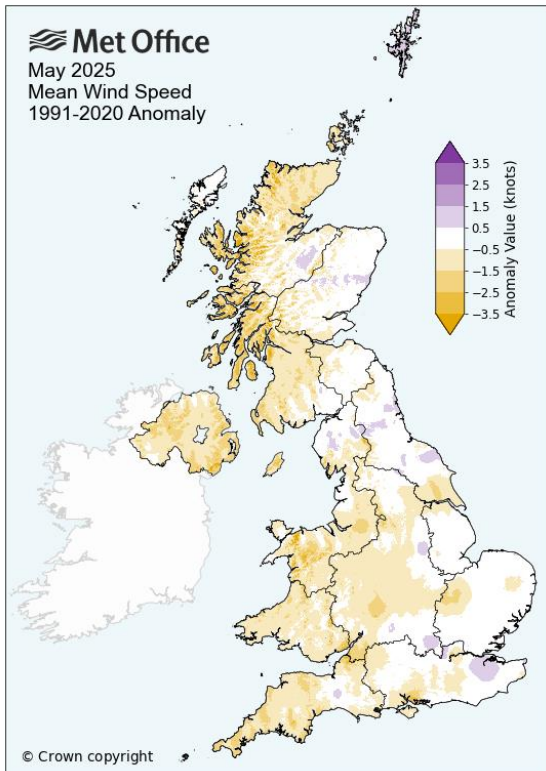 Met Office
May 2025
Mean Wind Speed
1991-2020 Anomaly
3.5
2.5
1.5
0.5
−0.5
−1.5
−2.5
−3.5
Anomaly Value (knots)
© Crown copyright